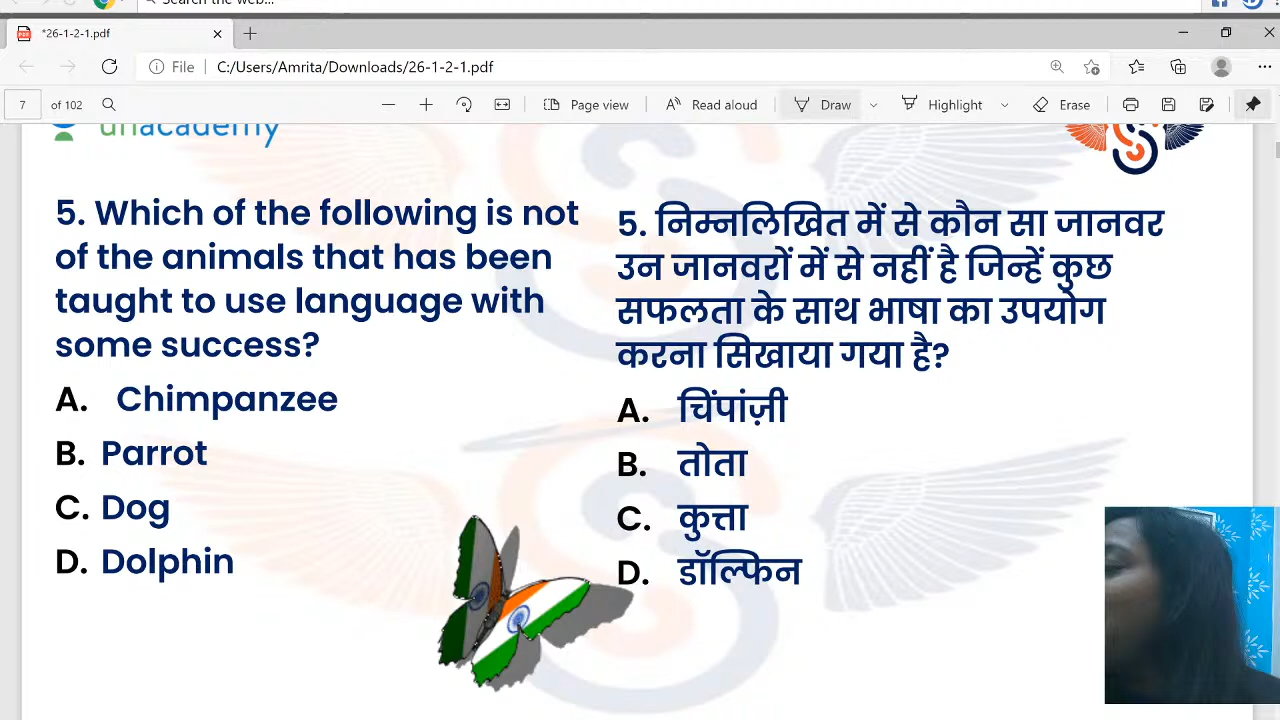 Search the web...
*26-1-2-1.pdf
File C:/Users/Amrita/Downloads/26-1-2-1.pdf
7 of 102 Page view Read aloud Draw Highlight Erase
unacademy
5. Which of the following is not
of the animals that has been
taught to use language with
some success?
A. Chimpanzee
B. Parrot
C. Dog
D. Dolphin
5. निम्नलिखित में से कौन सा जानवर
उन जानवरों में से नहीं है जिन्हें कुछ
सफलता के साथ भाषा का उपयोग
करना सिखाया गया है?
A. चिंपांज़ी
B. तोता
C. कुत्ता
D. डॉल्फिन